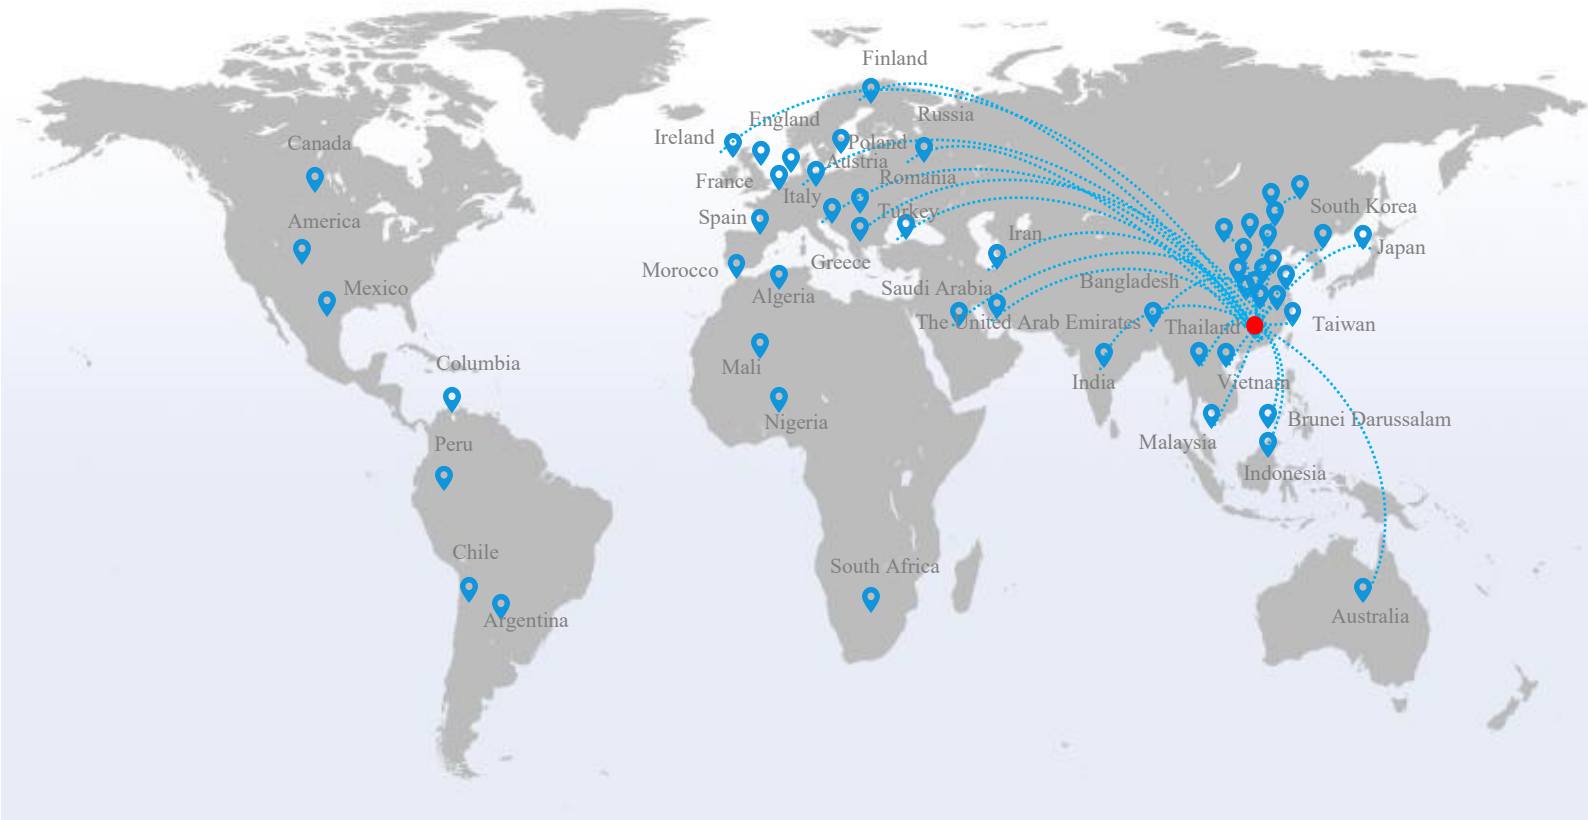 Finland
Russia
England
Ireland
Canada
Poland
Austria
France
Romania
Italy
Spain
Turkey
South Korea
America
Iran
Japan
Greece
Morocco
Saudi Arabia
Bangladesh
Mexico
Algeria
The United Arab Emirates
Thailand
Taiwan
Columbia
Mali
India
Vietnam
Nigeria
Brunei Darussalam
Peru
Malaysia
Indonesia
Chile
South Africa
Argentina
Australia